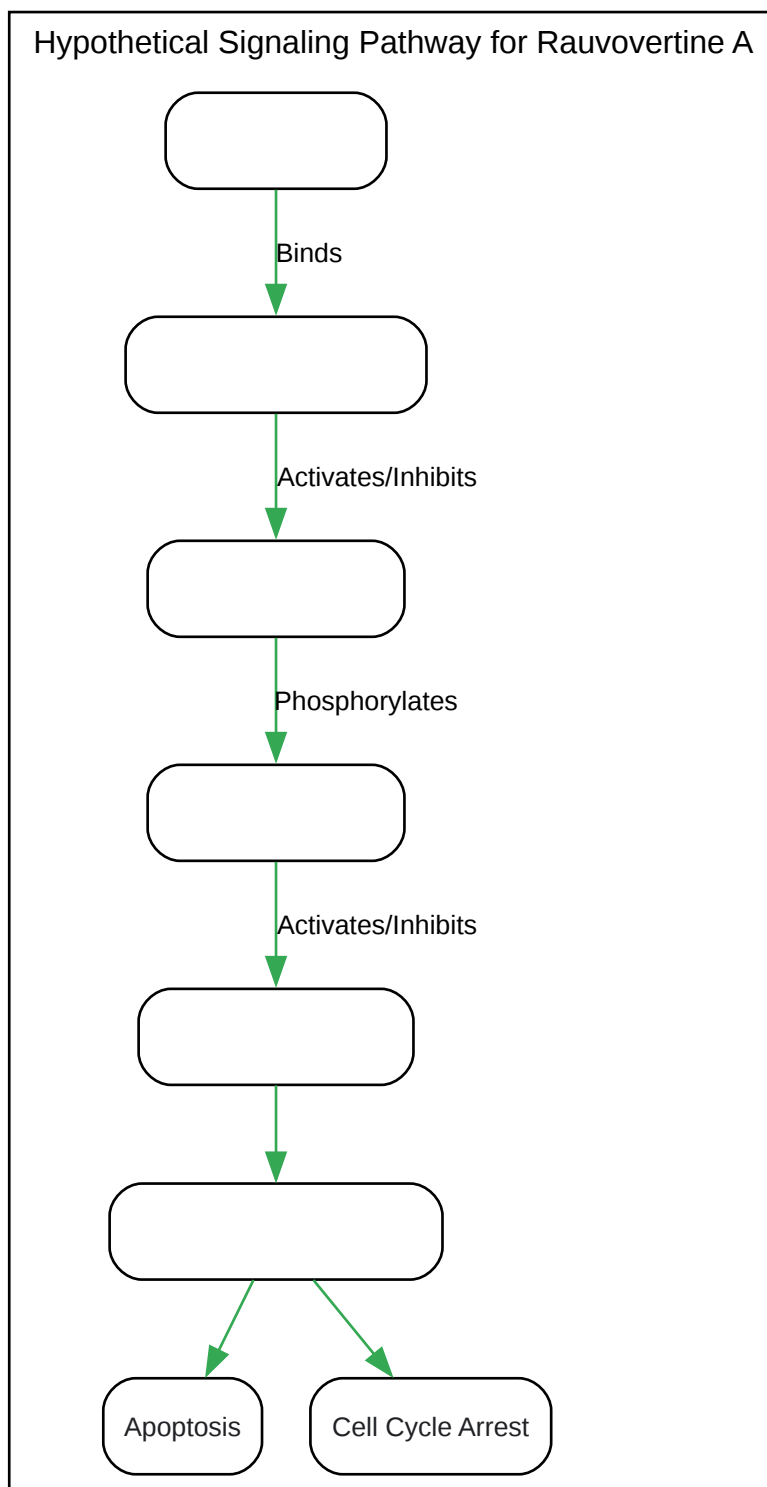 Hypothetical Signaling Pathway for Rauvovertine A
Binds
Activates/Inhibits
Phosphorylates
Activates/Inhibits
Apoptosis
Cell Cycle Arrest